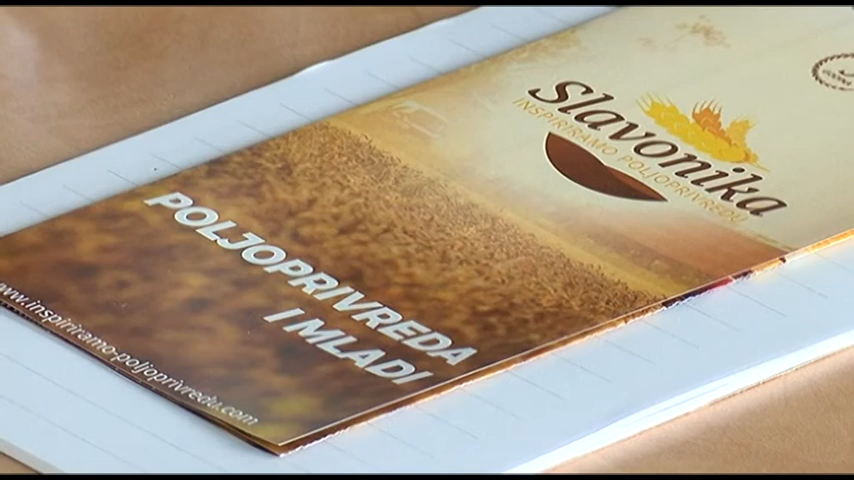 Slavonika
INSPIRIRAMO POLJOPRIVREDU
POLJOPRIVREDA
I MLADI
www.inspiriramo-poljoprivredu.com